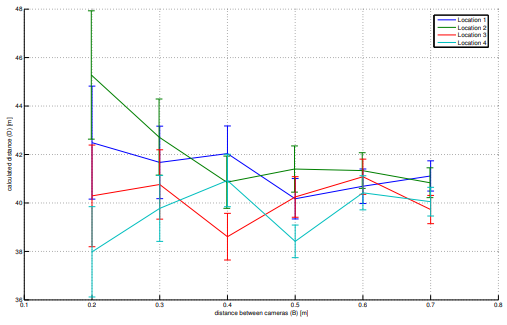 48
46
44
42
40
38
36
calculated distance (D) [m]
Location 1
Location 2
Location 3
Location 4
0.1 0.2 0.3 0.4 0.5 0.6 0.7 0.8
distance between cameras (B) [m]